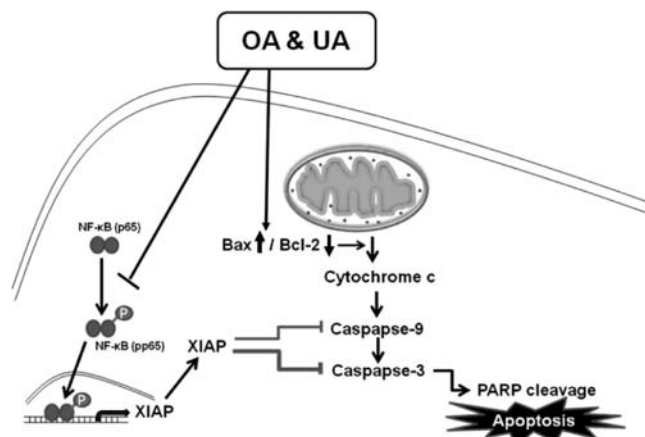 OA & UA
NF-κB (p65)
Bax / Bcl-2
Cytochrome c
P
NF-κB (pp65)
XIAP
Caspapse-9
Caspapse-3
P
XIAP
PARP cleavage
Apoptosis